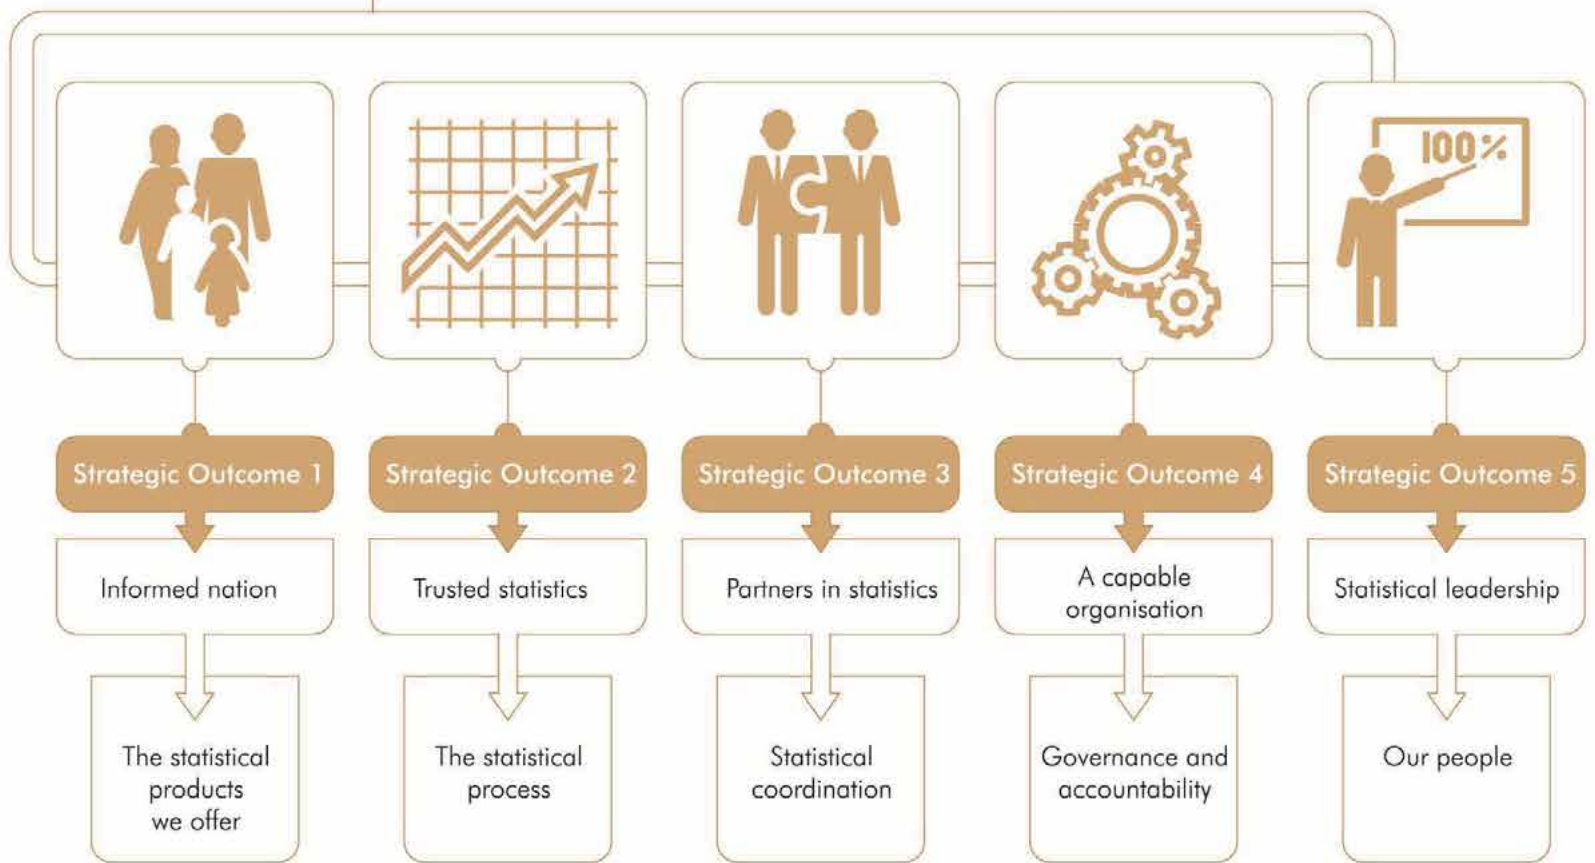 100%
Strategic Outcome 1
Strategic Outcome 2
Strategic Outcome 3
Strategic Outcome 4
Strategic Outcome 5
Informed nation
Trusted statistics
Partners in statistics
A capable
organisation
Statistical leadership
The statistical
products
we offer
The statistical
process
Statistical
coordination
Governance and
accountability
Our people